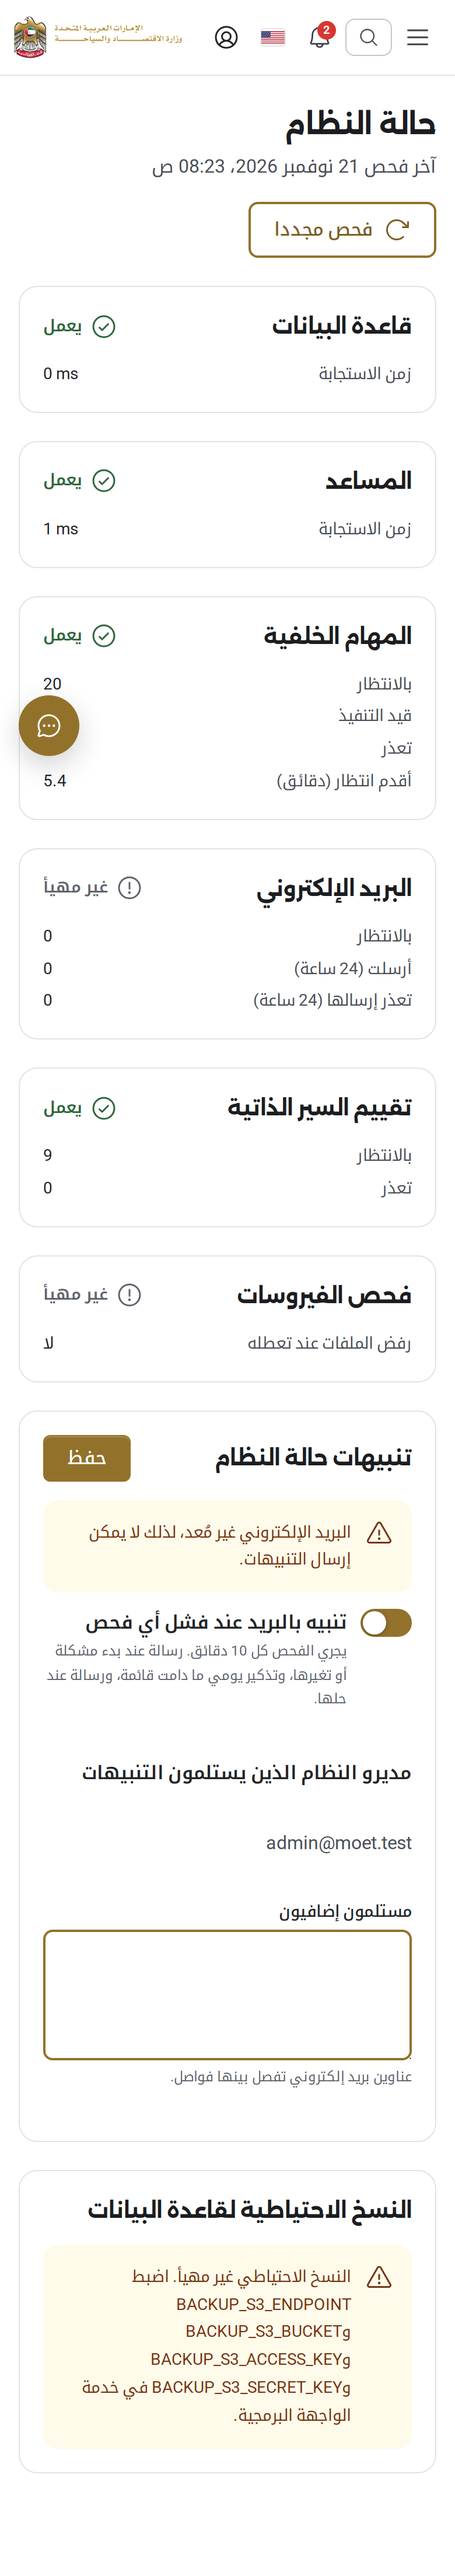 الإمارات العربية المتحدة
وزارة الاقتصاد والسياحة
2
حالة النظام
آخر فحص 21 نوفمبر 2026، 08:23 ص
فحص مجددا
قاعدة البيانات
يعمل
زمن الاستجابة
0 ms
المساعد
يعمل
زمن الاستجابة
1 ms
المهام الخلفية
يعمل
بالانتظار
20
قيد التنفيذ
تعذر
أقدم انتظار (دقائق)
5.4
البريد الإلكتروني
غير مهيأ
بالانتظار
0
أرسلت (24 ساعة)
0
تعذر إرسالها (24 ساعة)
0
تقييم السير الذاتية
يعمل
بالانتظار
9
تعذر
0
فحص الفيروسات
غير مهيأ
رفض الملفات عند تعطله
لا
تنبيهات حالة النظام
حفظ
البريد الإلكتروني غير مُعد، لذلك لا يمكن
إرسال التنبيهات.
تنبيه بالبريد عند فشل أي فحص
يجري الفحص كل 10 دقائق. رسالة عند بدء مشكلة
أو تغيرها، وتذكير يومي ما دامت قائمة، ورسالة عند
حلها.
مديرو النظام الذين يستلمون التنبيهات
admin@moet.test
مستلمون إضافيون
عناوين بريد إلكتروني تفصل بينها فواصل.
النسخ الاحتياطية لقاعدة البيانات
النسخ الاحتياطي غير مهيأ. اضبط
BACKUP_S3_ENDPOINT
وBACKUP_S3_BUCKET
وBACKUP_S3_ACCESS_KEY
وBACKUP_S3_SECRET_KEY في خدمة
الواجهة البرمجية.